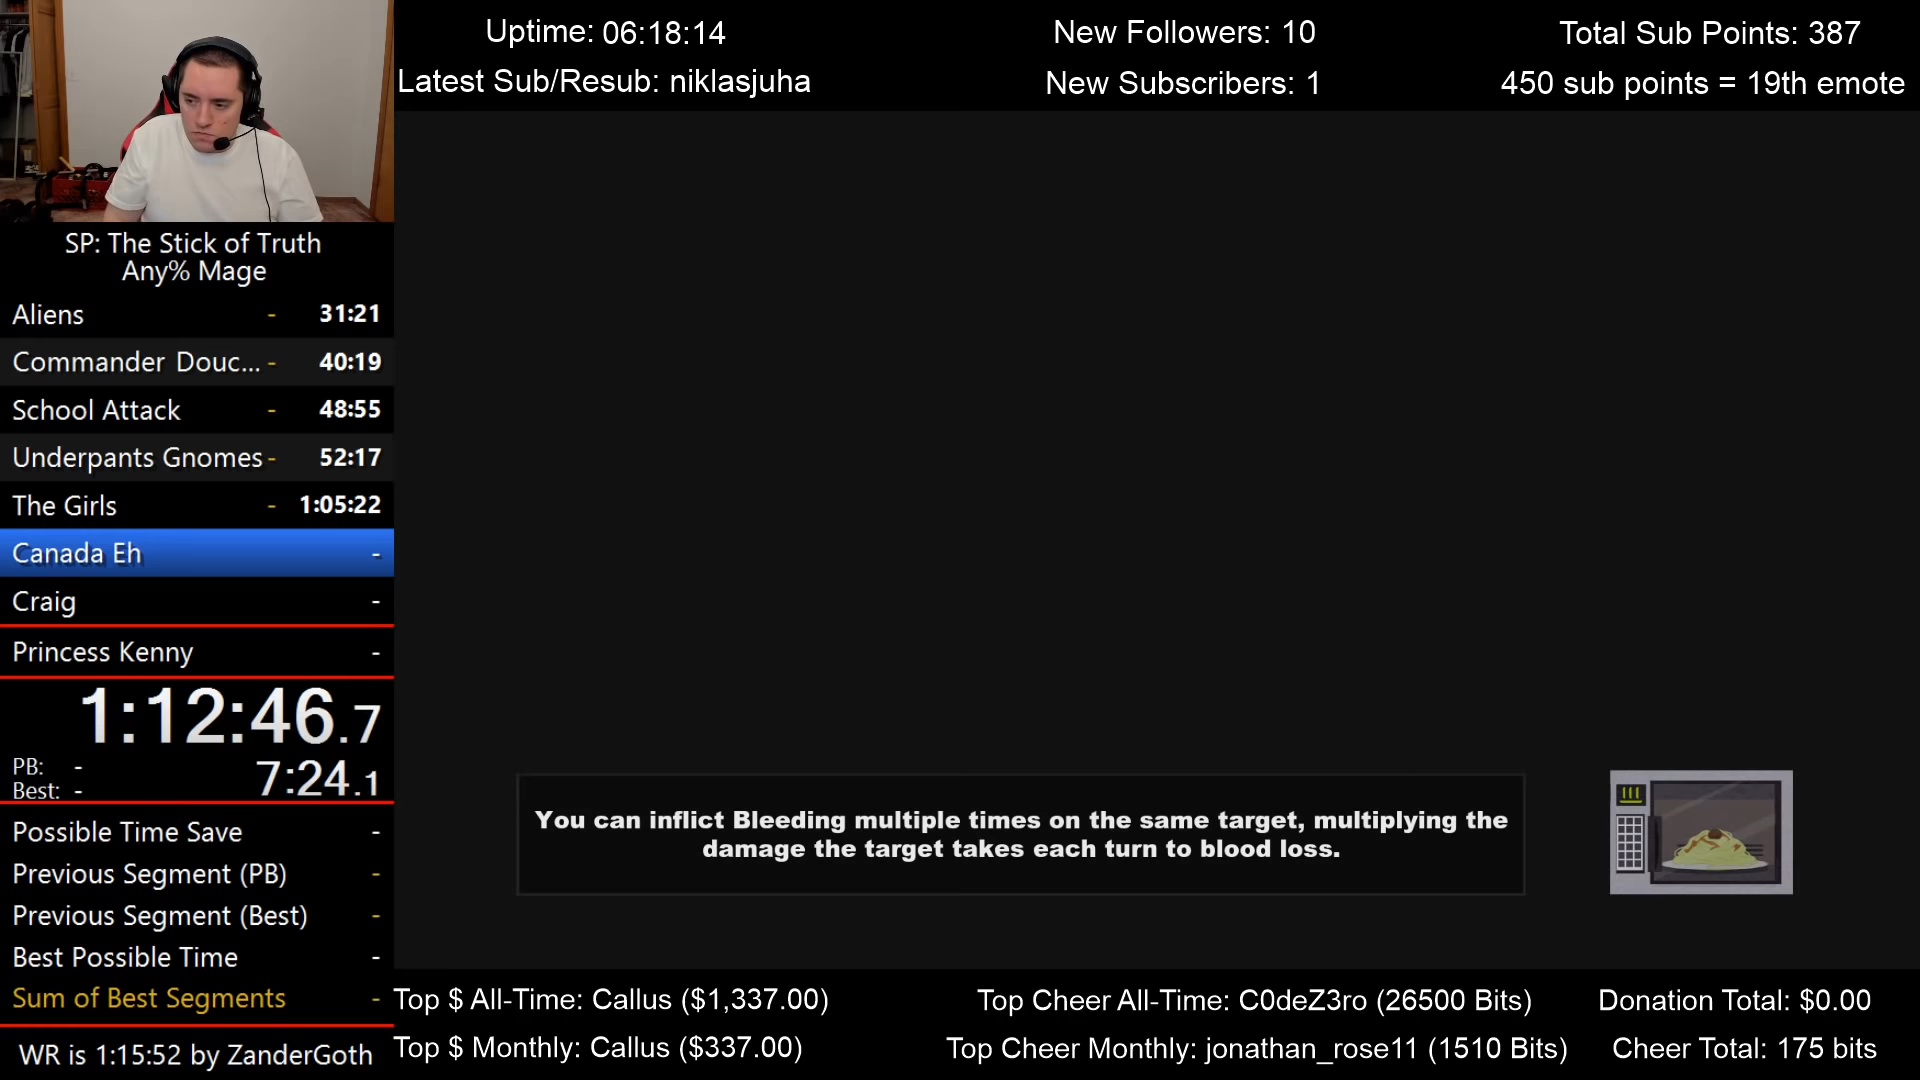 Uptime: 06:18:14
New Followers: 10
Total Sub Points: 387
Latest Sub/Resub: niklasjuha
New Subscribers: 1
450 sub points = 19th emote
SP: The Stick of Truth
Any% Mage
Aliens - 31:21
Commander Douc... - 40:19
School Attack - 48:55
Underpants Gnomes - 52:17
The Girls - 1:05:22
Canada Eh -
Craig -
Princess Kenny -
1:12:46.7
PB: -
Best: -
7:24.1
Possible Time Save -
Previous Segment (PB) -
Previous Segment (Best) -
Best Possible Time -
Sum of Best Segments -
WR is 1:15:52 by ZanderGoth
You can inflict Bleeding multiple times on the same target, multiplying the
damage the target takes each turn to blood loss.
Top $ All-Time: Callus ($1,337.00)
Top Cheer All-Time: C0deZ3ro (26500 Bits)
Donation Total: $0.00
Top $ Monthly: Callus ($337.00)
Top Cheer Monthly: jonathan_rose11 (1510 Bits)
Cheer Total: 175 bits